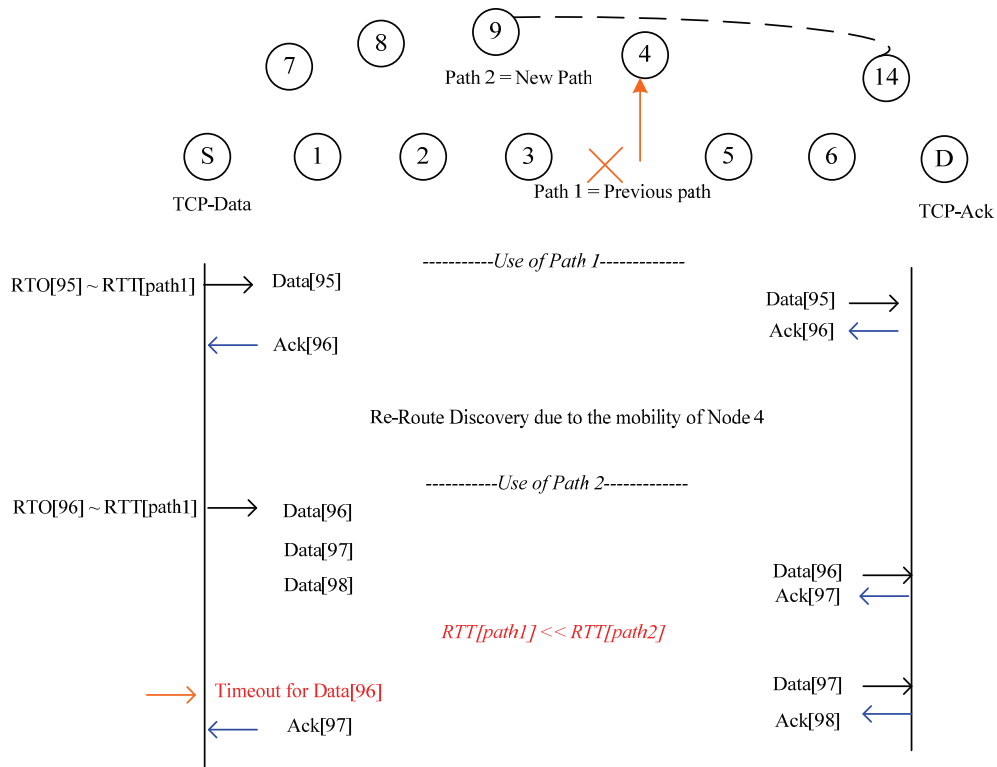 9
8
4
7
14
Path 2 = New Path
S
1
2
3
5
6
D
Path 1 = Previous path
TCP-Data
TCP-Ack
-----------Use of Path 1-------------
RTO[95] ~ RTT[path1]
Data[95]
Data[95]
Ack[96]
Ack[96]
Re-Route Discovery due to the mobility of Node 4
-----------Use of Path 2-------------
RTO[96] ~ RTT[path1]
Data[96]
Data[97]
Data[98]
Data[96]
Ack[97]
RTT[path1] << RTT[path2]
Timeout for Data[96]
Data[97]
Ack[97]
Ack[98]